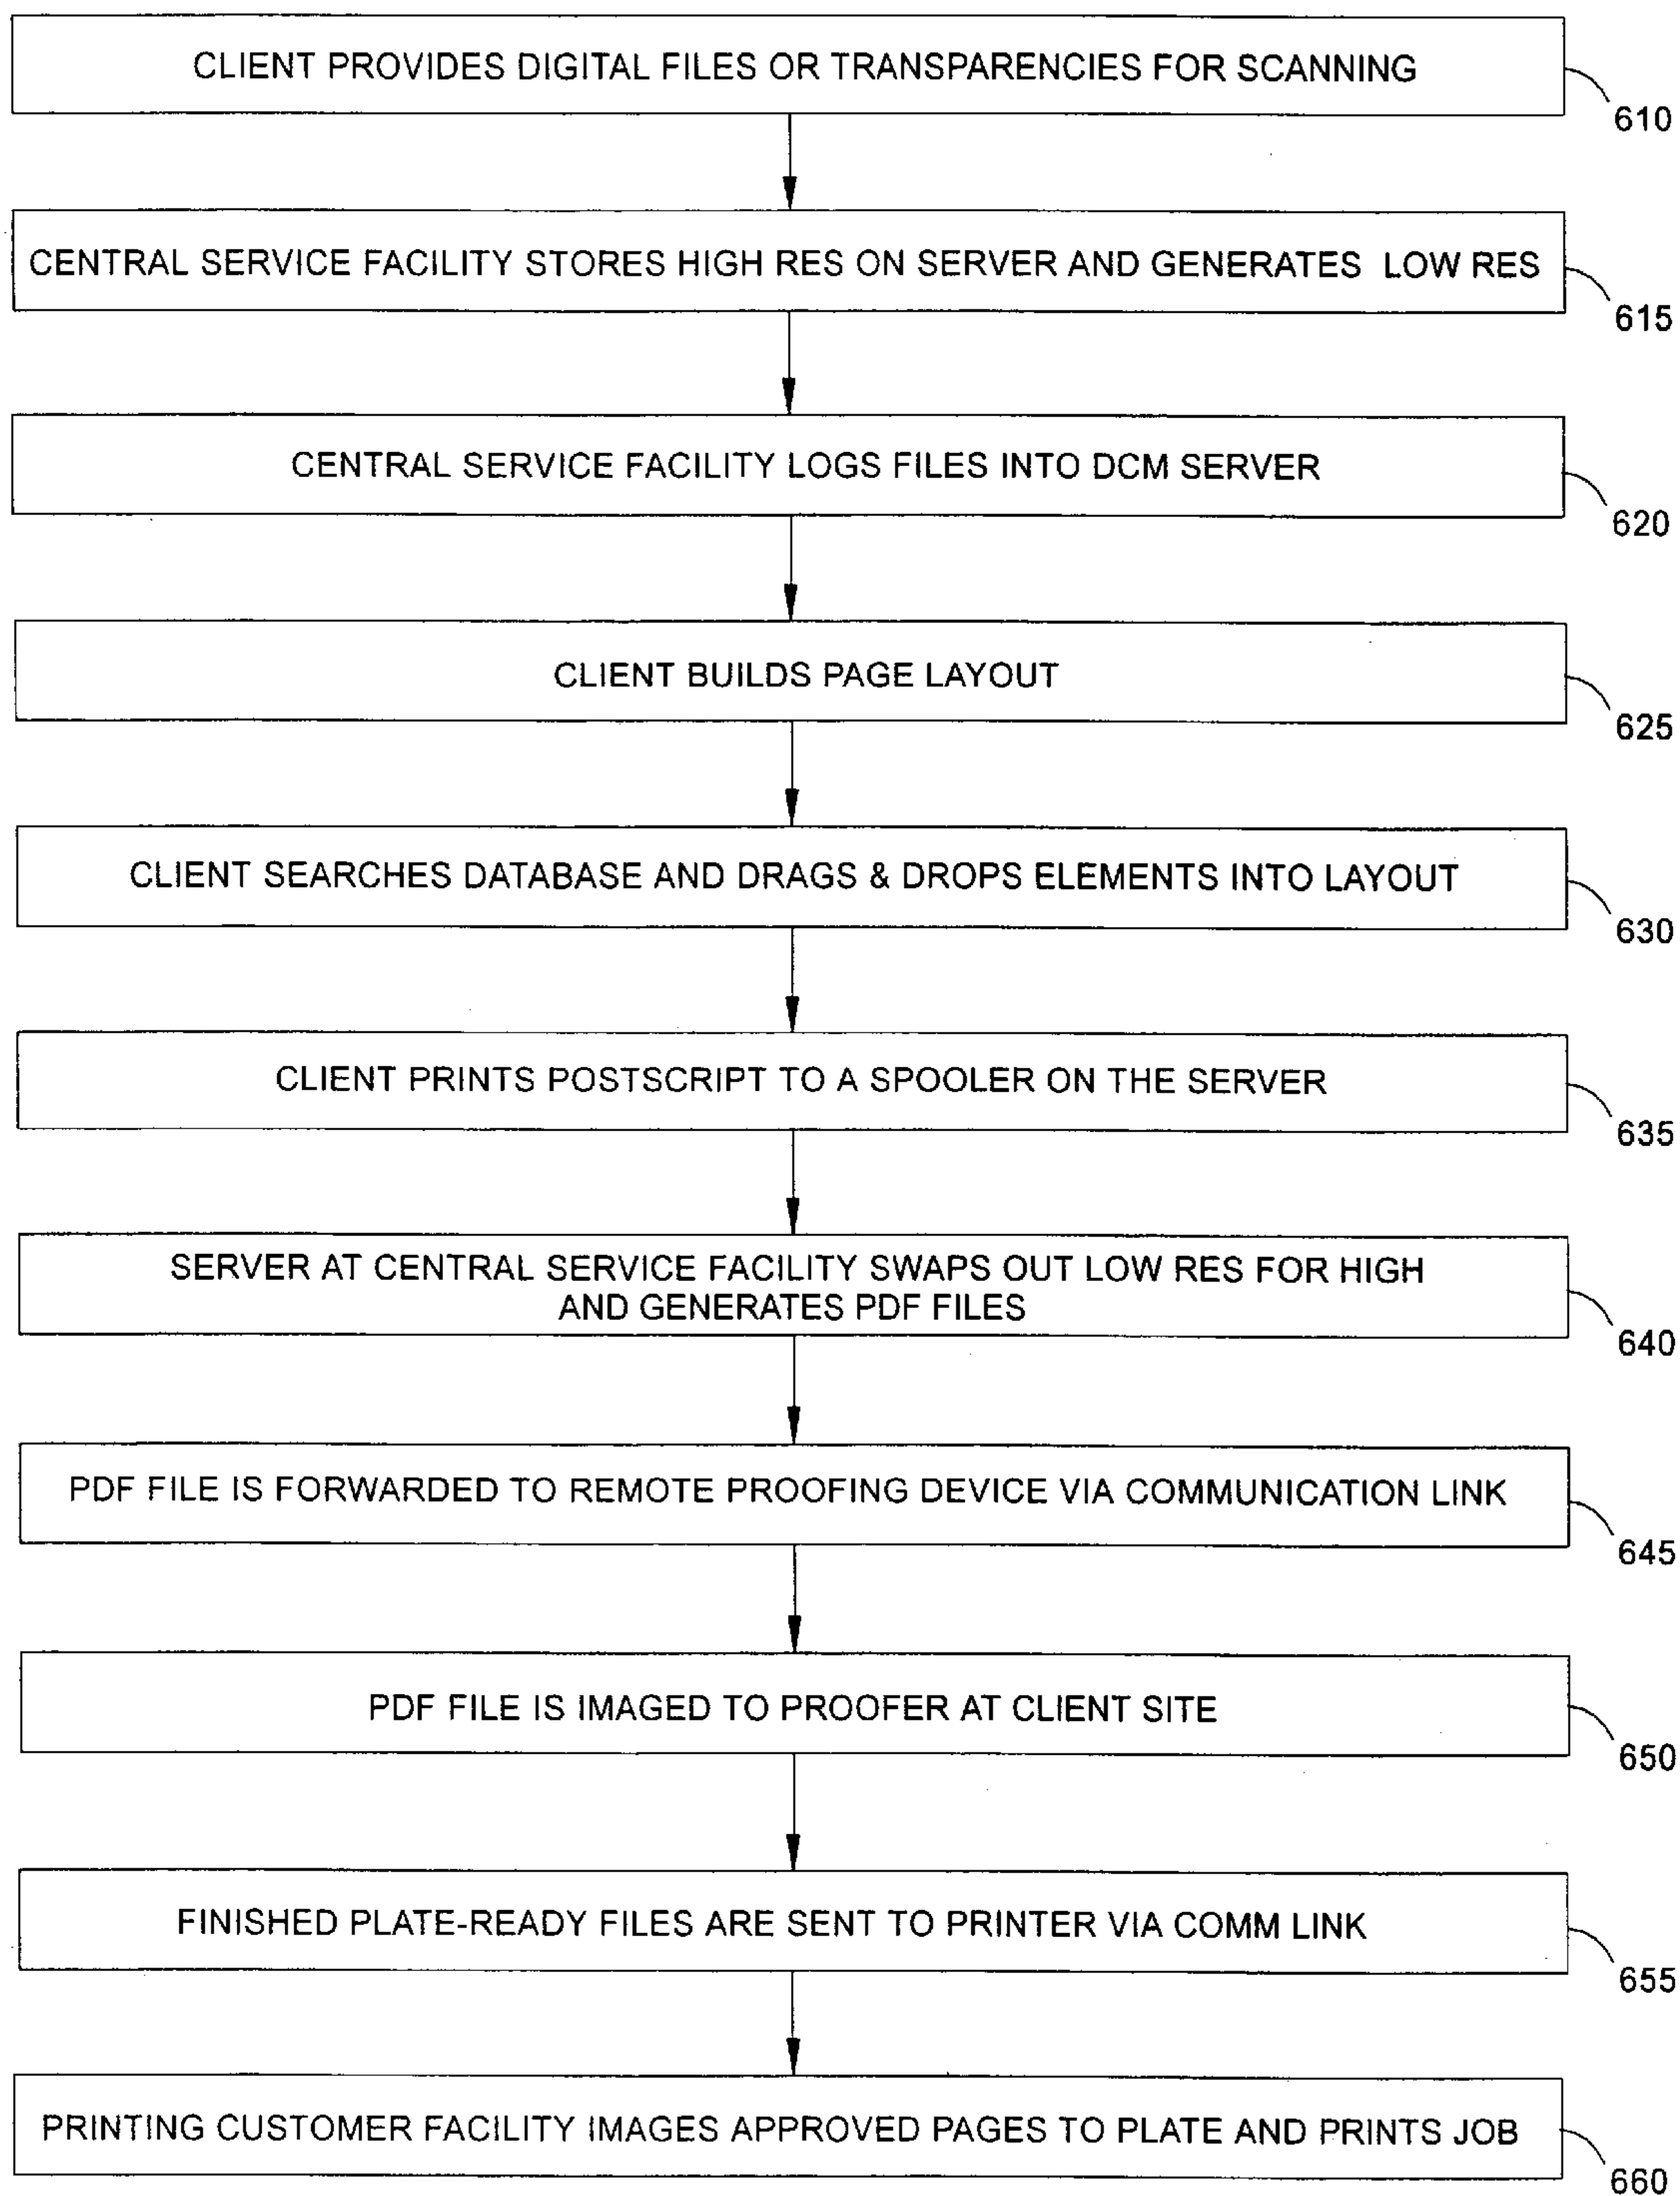 CLIENT PROVIDES DIGITAL FILES OR TRANSPARENCIES FOR SCANNING
610
CENTRAL SERVICE FACILITY STORES HIGH RES ON SERVER AND GENERATES LOW RES
615
CENTRAL SERVICE FACILITY LOGS FILES INTO DCM SERVER
620
CLIENT BUILDS PAGE LAYOUT
625
CLIENT SEARCHES DATABASE AND DRAGS & DROPS ELEMENTS INTO LAYOUT
630
CLIENT PRINTS POSTSCRIPT TO A SPOOLER ON THE SERVER
635
SERVER AT CENTRAL SERVICE FACILITY SWAPS OUT LOW RES FOR HIGH
AND GENERATES PDF FILES
640
PDF FILE IS FORWARDED TO REMOTE PROOFING DEVICE VIA COMMUNICATION LINK
645
PDF FILE IS IMAGED TO PROOFER AT CLIENT SITE
650
FINISHED PLATE-READY FILES ARE SENT TO PRINTER VIA COMM LINK
655
PRINTING CUSTOMER FACILITY IMAGES APPROVED PAGES TO PLATE AND PRINTS JOB
660